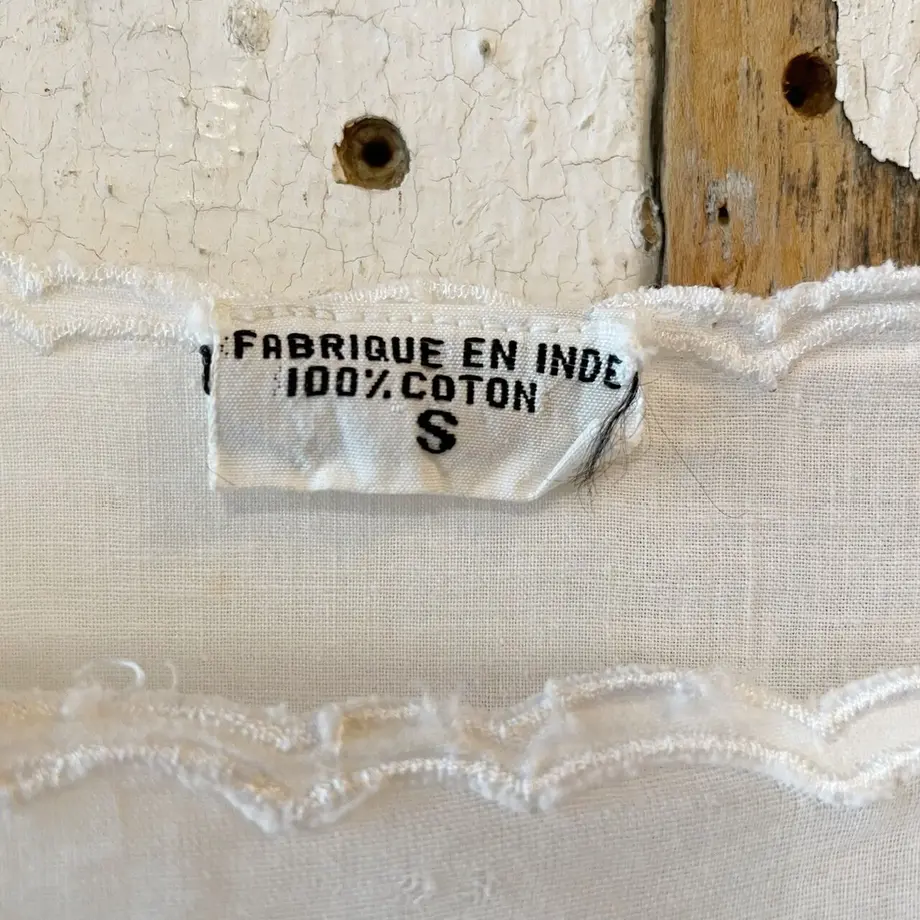 FABRIQUE EN INDE
100% COTON
S